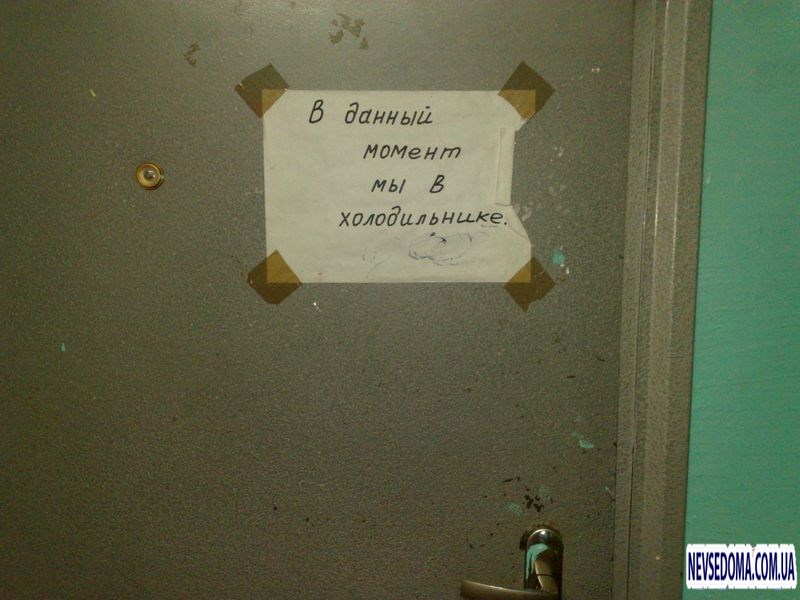 В данный
момент
мы в
холодильнике.
NEVSEDOMA.COM.UA